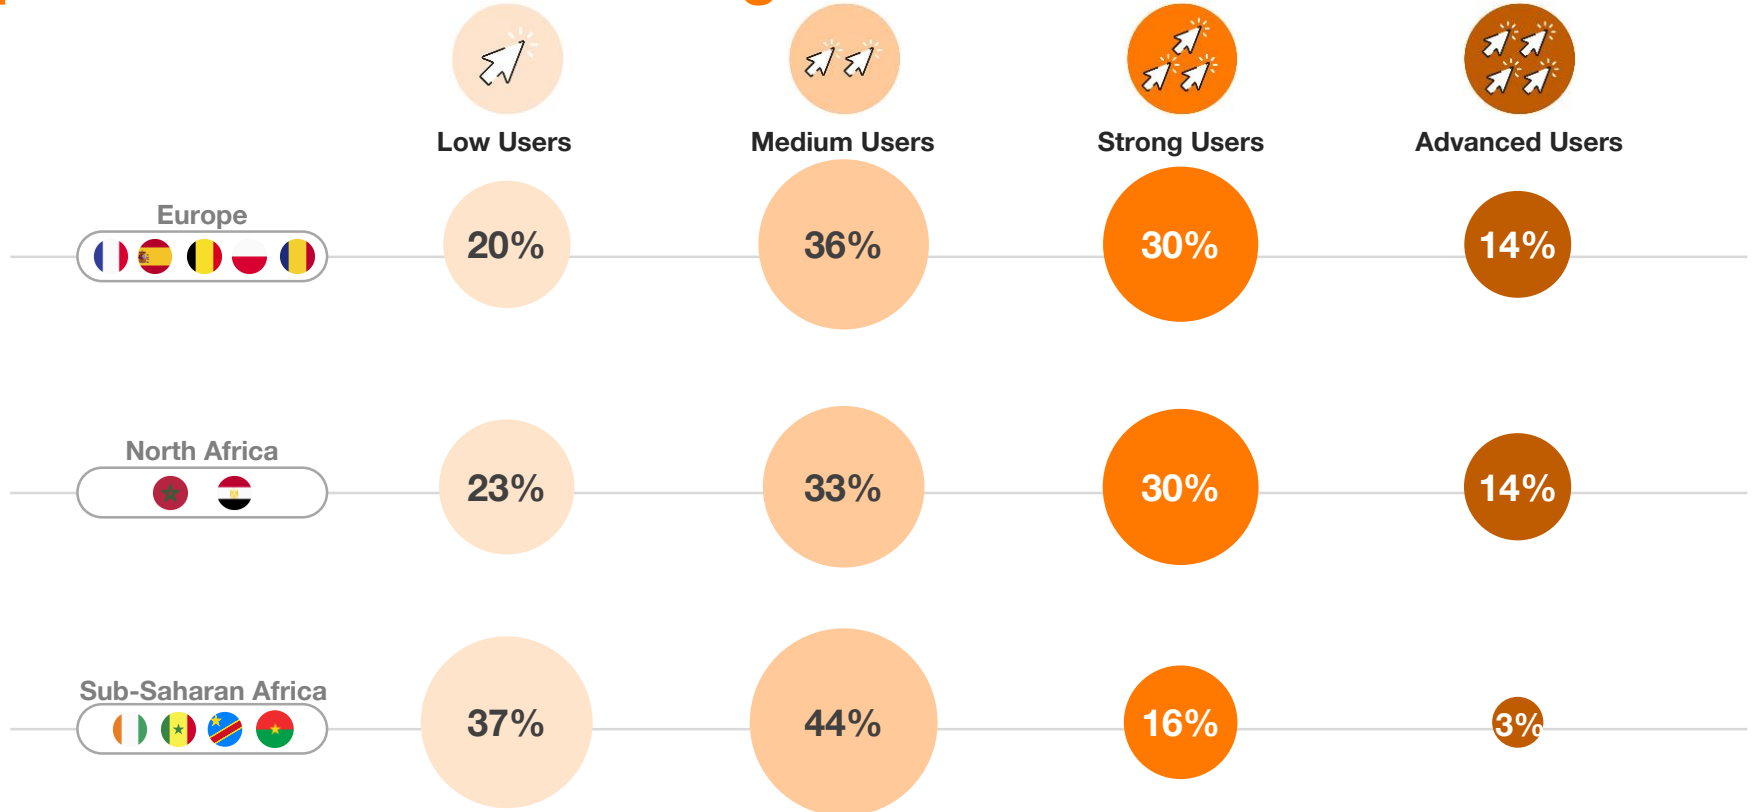 Low Users
Medium Users
Strong Users
Advanced Users
Europe
20%
36%
30%
14%
North Africa
23%
33%
30%
14%
Sub-Saharan Africa
37%
44%
16%
3%